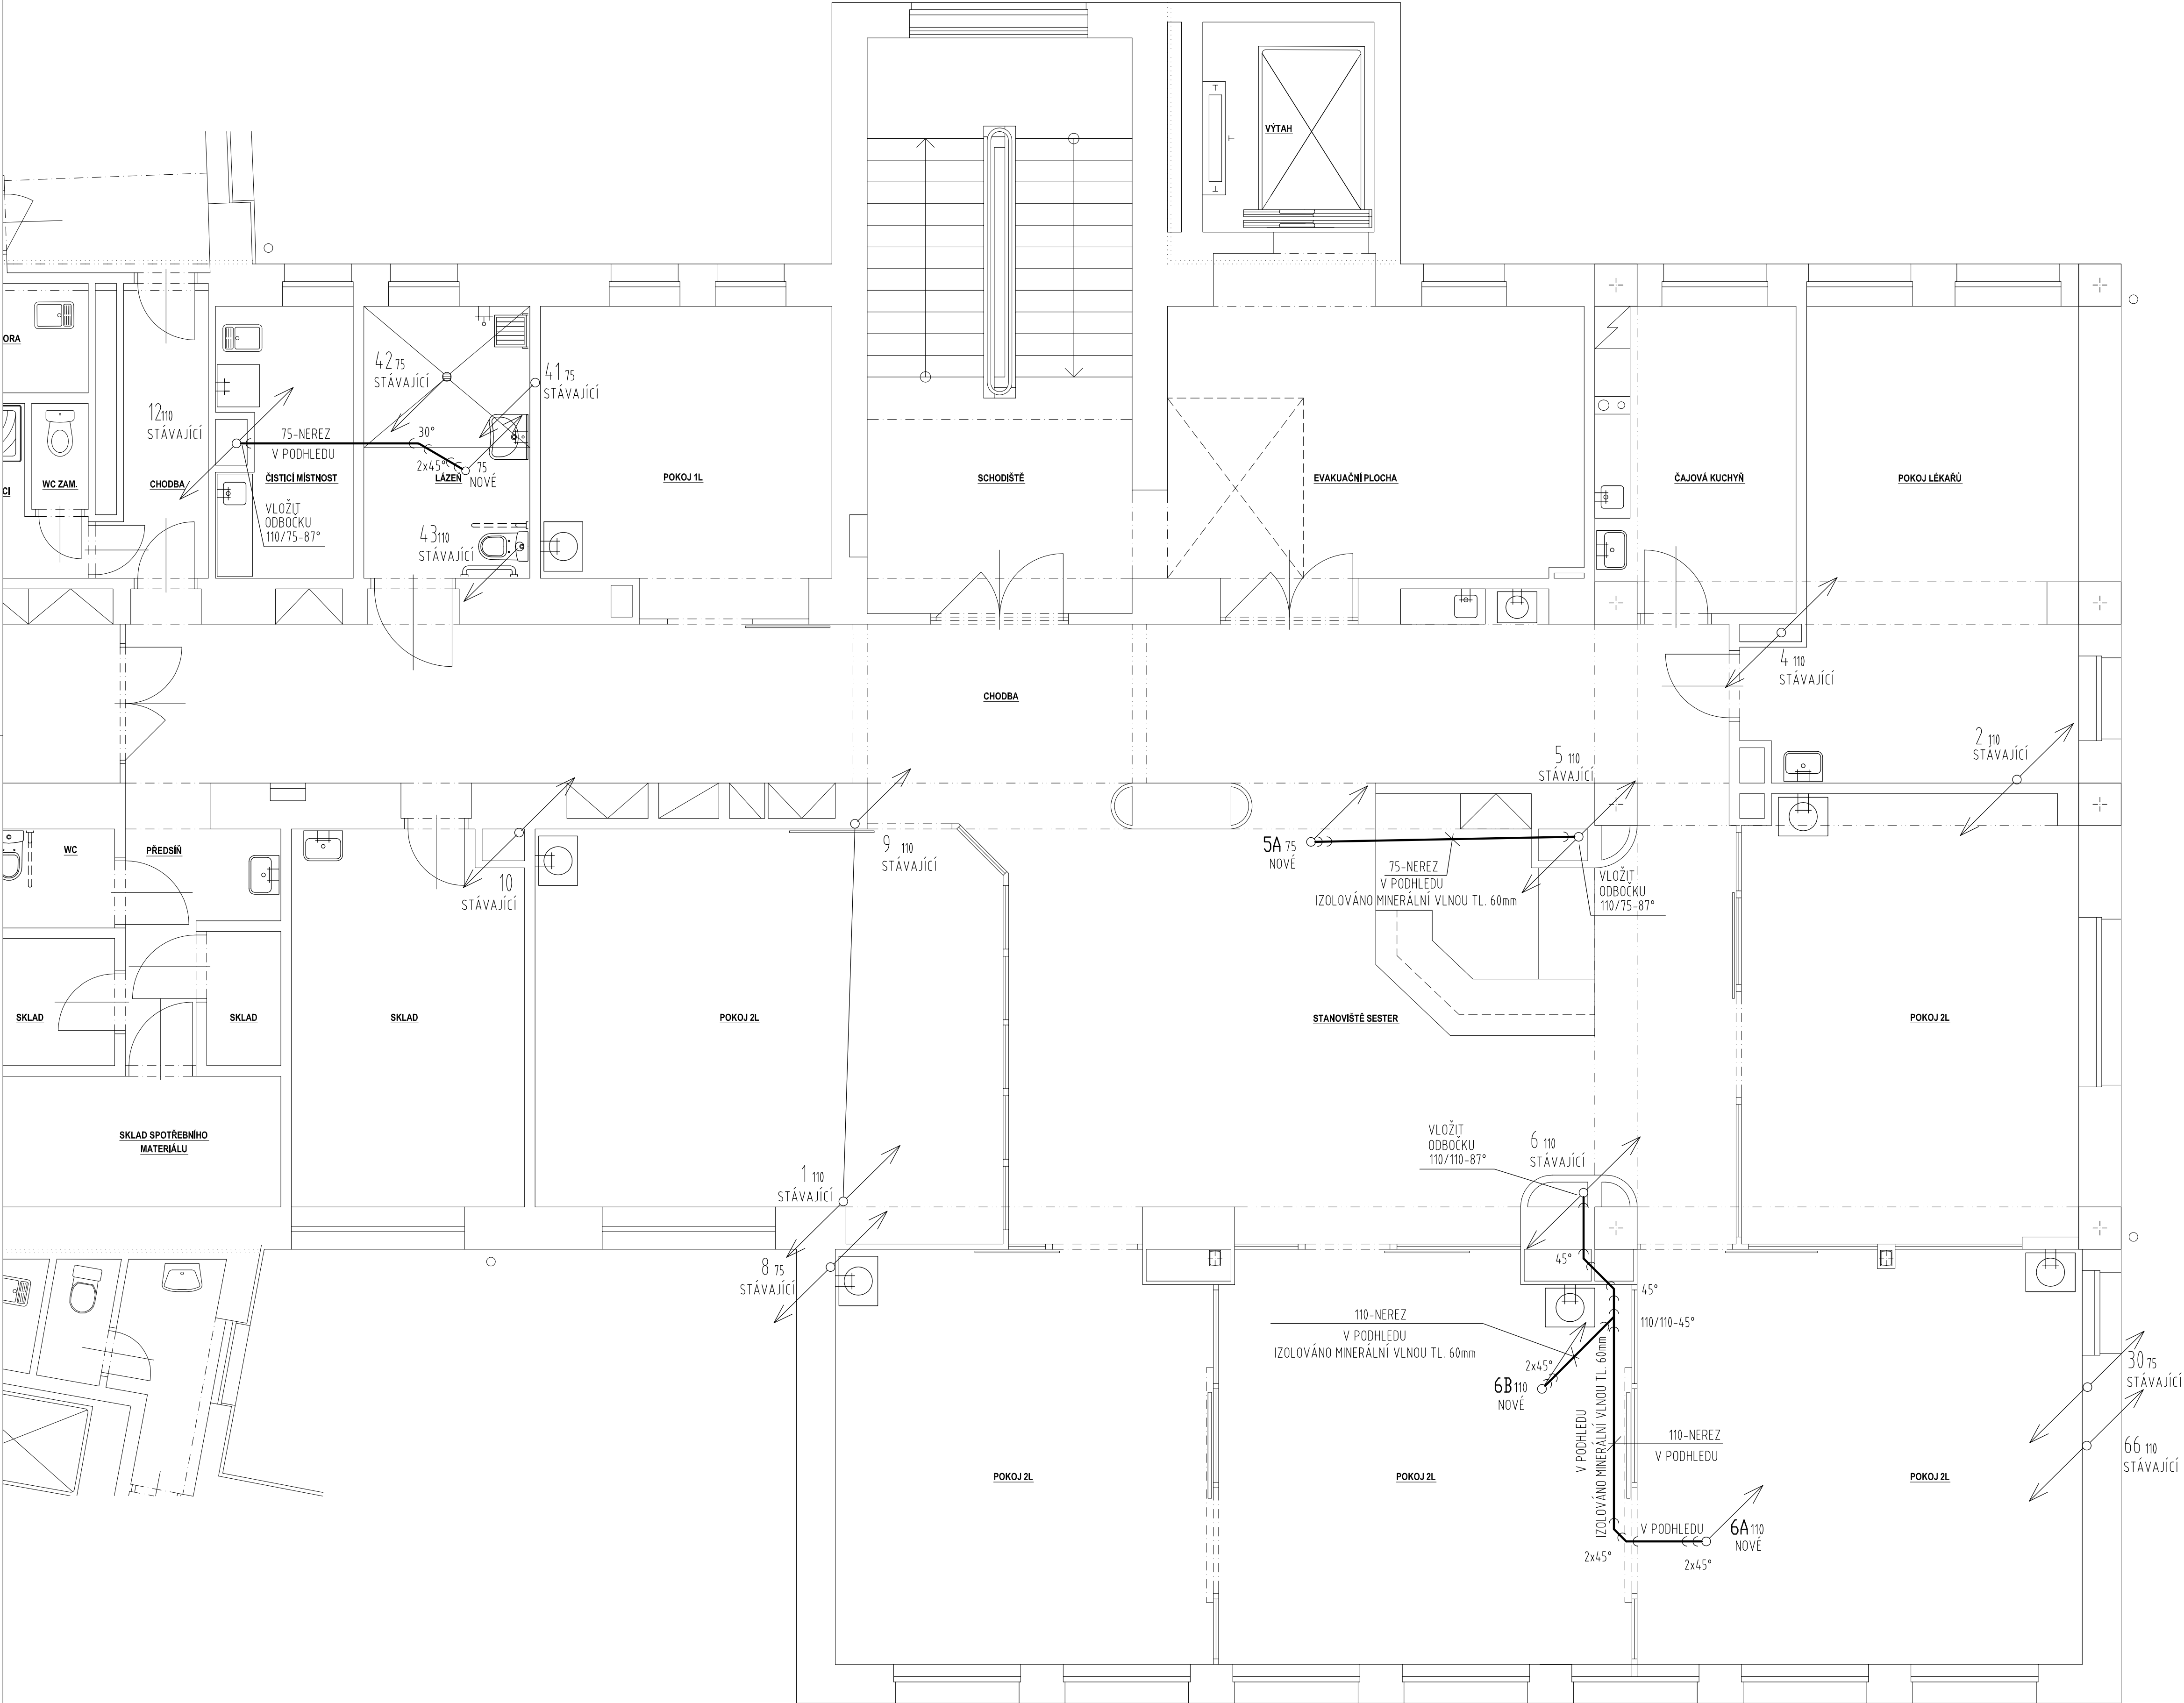 VÝTAH
ORA
CI
WC ZAM.
CHODBA
ČISTICÍ MÍSTNOST
LÁZEŇ
POKOJ 1L
SCHODIŠTĚ
EVAKUAČNÍ PLOCHA
ČAJOVÁ KUCHYŇ
POKOJ LÉKAŘŮ
12110
STÁVAJÍCÍ
4275
STÁVAJÍCÍ
4175
STÁVAJÍCÍ
75-NEREZ
V PODHLEDU
30°
2x45°
75
NOVÉ
VLOŽIT
ODBOČKU
110/75-87°
43110
STÁVAJÍCÍ
CHODBA
4 110
STÁVAJÍCÍ
2 110
STÁVAJÍCÍ
5 110
STÁVAJÍCÍ
WC
PŘEDSÍŇ
10
STÁVAJÍCÍ
9 110
STÁVAJÍCÍ
5A 75
NOVÉ
75-NEREZ
V PODHLEDU
IZOLOVÁNO MINERÁLNÍ VLNOU TL. 60mm
VLOŽIT
ODBOČKU
110/75-87°
SKLAD
SKLAD
SKLAD
POKOJ 2L
STANOVIŠTĚ SESTER
POKOJ 2L
SKLAD SPOTŘEBNÍHO
MATERIÁLU
1 110
STÁVAJÍCÍ
8 75
STÁVAJÍCÍ
VLOŽIT
ODBOČKU
110/110-87°
6 110
STÁVAJÍCÍ
45°
45°
110/110-45°
110-NEREZ
V PODHLEDU
IZOLOVÁNO MINERÁLNÍ VLNOU TL. 60mm
2x45°
6B110
NOVÉ
V PODHLEDU
IZOLOVÁNO MINERÁLNÍ VLNOU TL. 60mm
110-NEREZ
V PODHLEDU
3075
STÁVAJÍCÍ
66 110
STÁVAJÍCÍ
POKOJ 2L
POKOJ 2L
POKOJ 2L
V PODHLEDU
6A110
NOVÉ
2x45°
2x45°